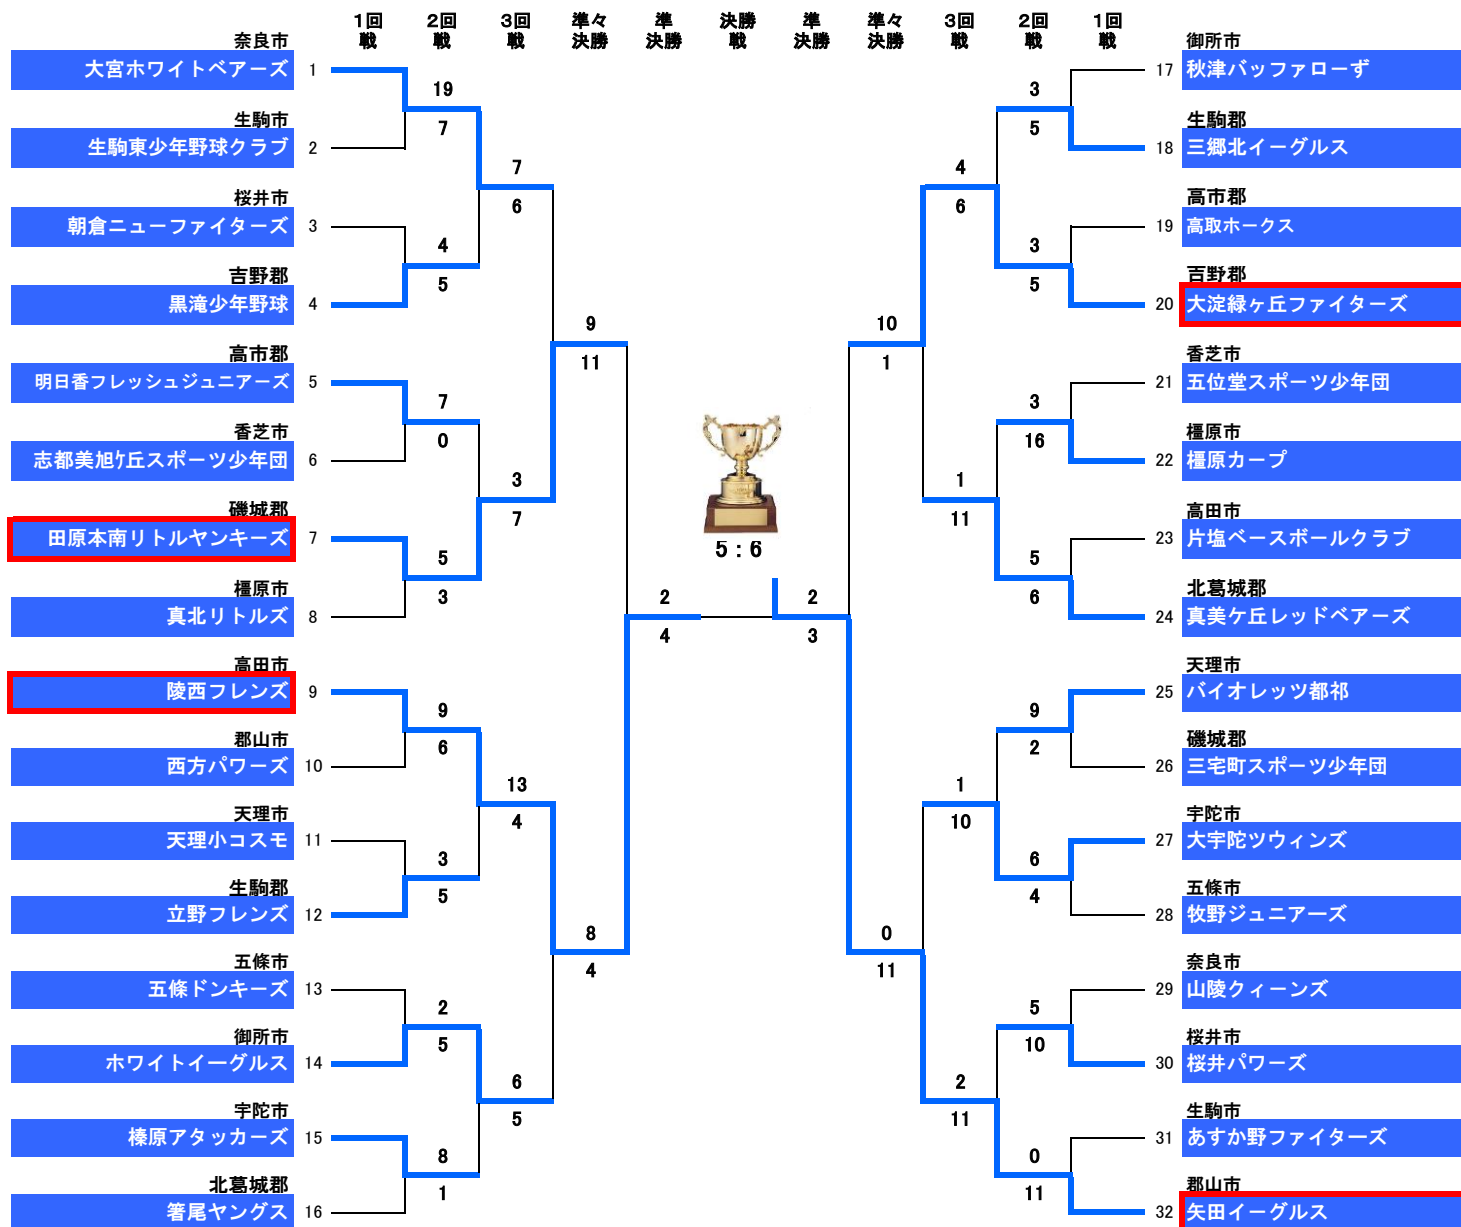 1回戦 2回戦 3回戦 準々決勝 準決勝 決勝戦 準決勝 準々決勝 3回戦 2回戦 1回戦
奈良市
大宮ホワイトベアーズ 1
生駒市
生駒東少年野球クラブ 2
桜井市
朝倉ニューファイターズ 3
吉野郡
黒滝少年野球 4
高市郡
明日香フレッシュジュニアーズ 5
香芝市
志都美旭ケ丘スポーツ少年団 6
磯城郡
田原本南リトルヤンキーズ 7
橿原市
真北リトルズ 8
高田市
陵西フレンズ 9
郡山市
西方パワーズ 10
天理市
天理小コスモ 11
生駒郡
立野フレンズ 12
五條市
五條ドンキーズ 13
御所市
ホワイトイーグルス 14
宇陀市
榛原アタッカーズ 15
北葛城郡
箸尾ヤングス 16
19
7
4
5
7
0
5
3
9
6
3
5
2
5
8
1
7
6
3
7
13
4
6
5
9
11
8
4
2
4
5：6
2
3
10
1
0
11
4
6
1
11
1
10
2
11
3
5
3
5
3
16
5
6
9
2
6
4
5
10
0
11
御所市
17 秋津バッファローず
生駒郡
18 三郷北イーグルス
高市郡
19 高取ホークス
吉野郡
20 大淀緑ヶ丘ファイターズ
香芝市
21 五位堂スポーツ少年団
橿原市
22 橿原カープ
高田市
23 片塩ベースボールクラブ
北葛城郡
24 真美ケ丘レッドベアーズ
天理市
25 バイオレッツ都祁
磯城郡
26 三宅町スポーツ少年団
宇陀市
27 大宇陀ツウィンズ
五條市
28 牧野ジュニアーズ
奈良市
29 山陵クィーンズ
桜井市
30 桜井パワーズ
生駒市
31 あすか野ファイターズ
郡山市
32 矢田イーグルス